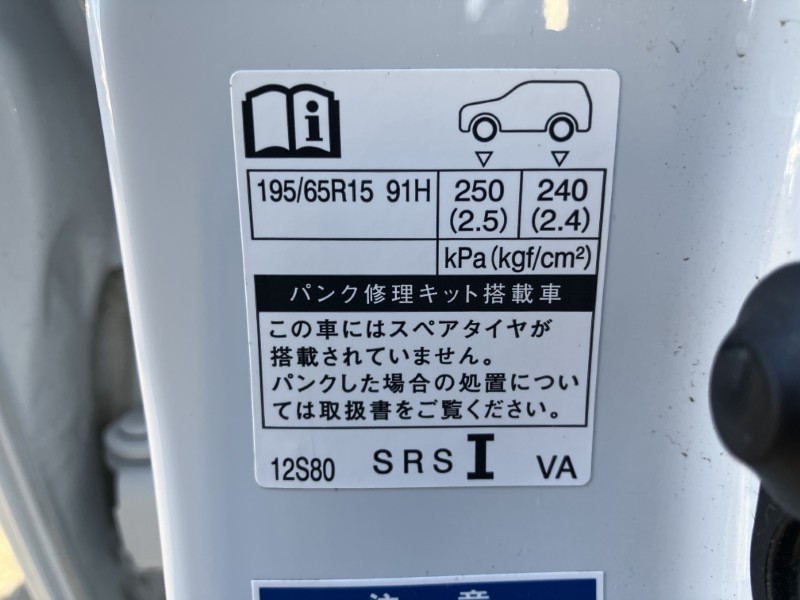 i
195/65R15 91H 250 (2.5) 240 (2.4)
kPa(kgf/cm²)
パンク修理キット搭載車
この車にはスペアタイヤが
搭載されていません。
パンクした場合の処置につい
ては取扱書をご覧ください。
12S80 SRS I VA
注意